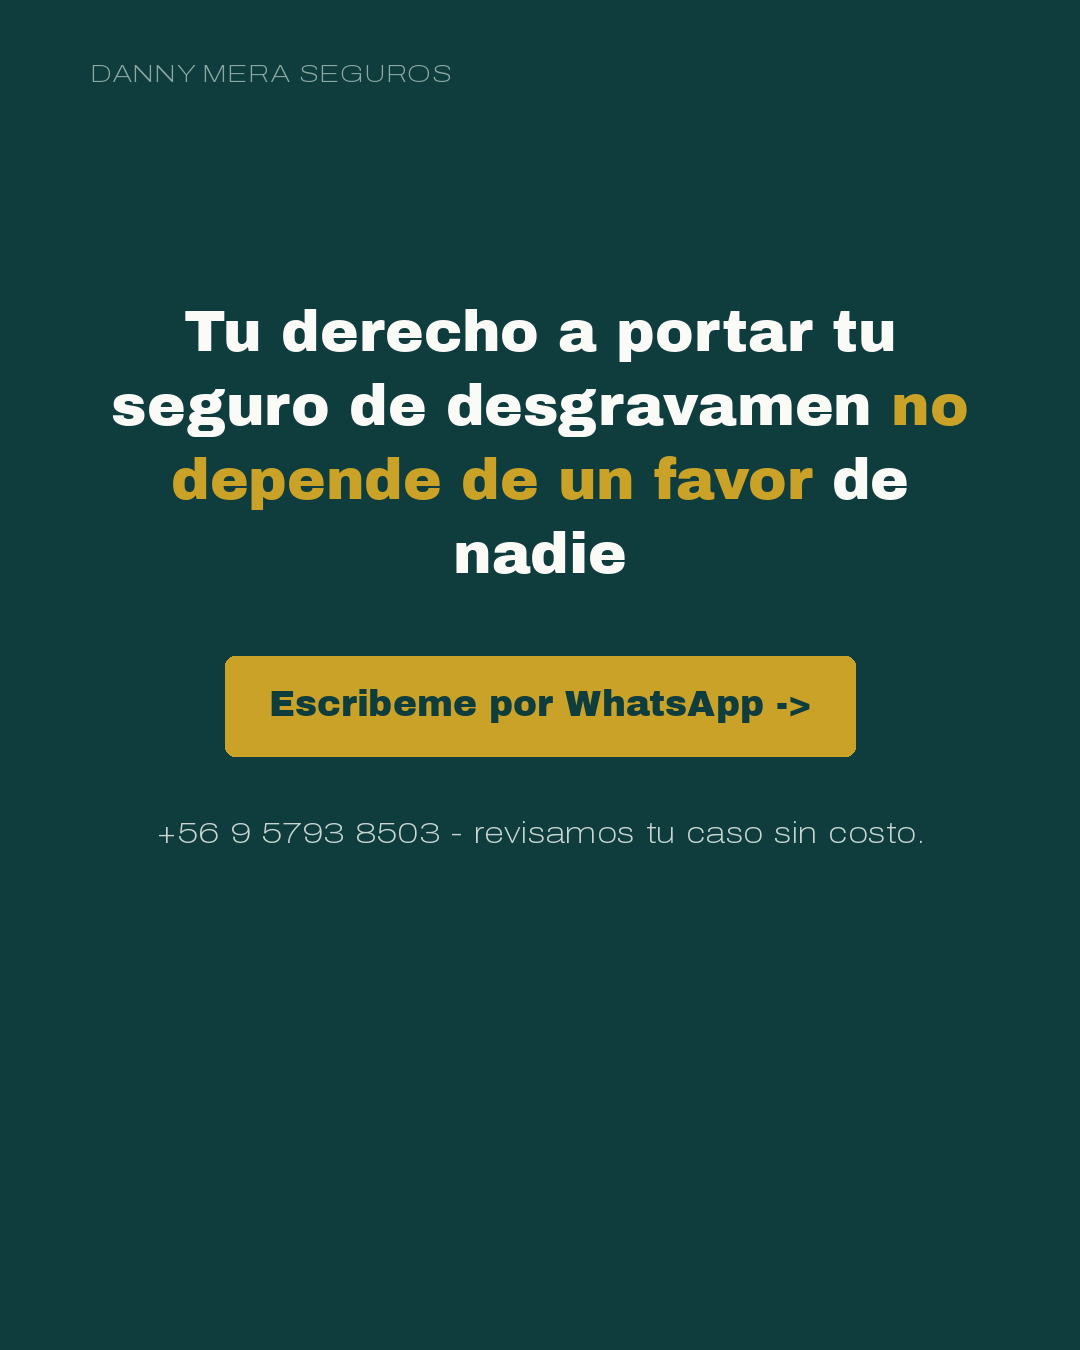 DANNY MERA SEGUROS
Tu derecho a portar tu
seguro de desgravamen no
depende de un favor de
nadie
Escribeme por WhatsApp ->
+56 9 5793 8503 - revisamos tu caso sin costo.